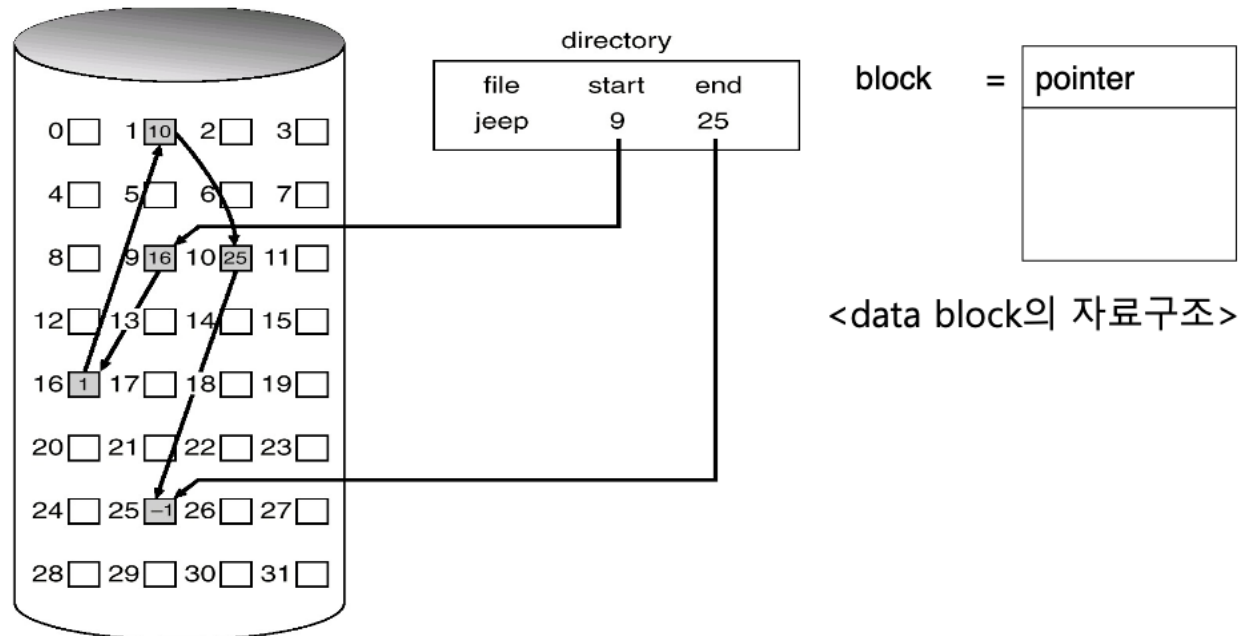 directory
file start end
jeep 9 25
block = pointer
<data block의 자료구조>
0 1 10 2 3
4 5 6 7
8 9 16 10 25 11
12 13 14 15
16 1 17 18 19
20 21 22 23
24 25 -1 26 27
28 29 30 31